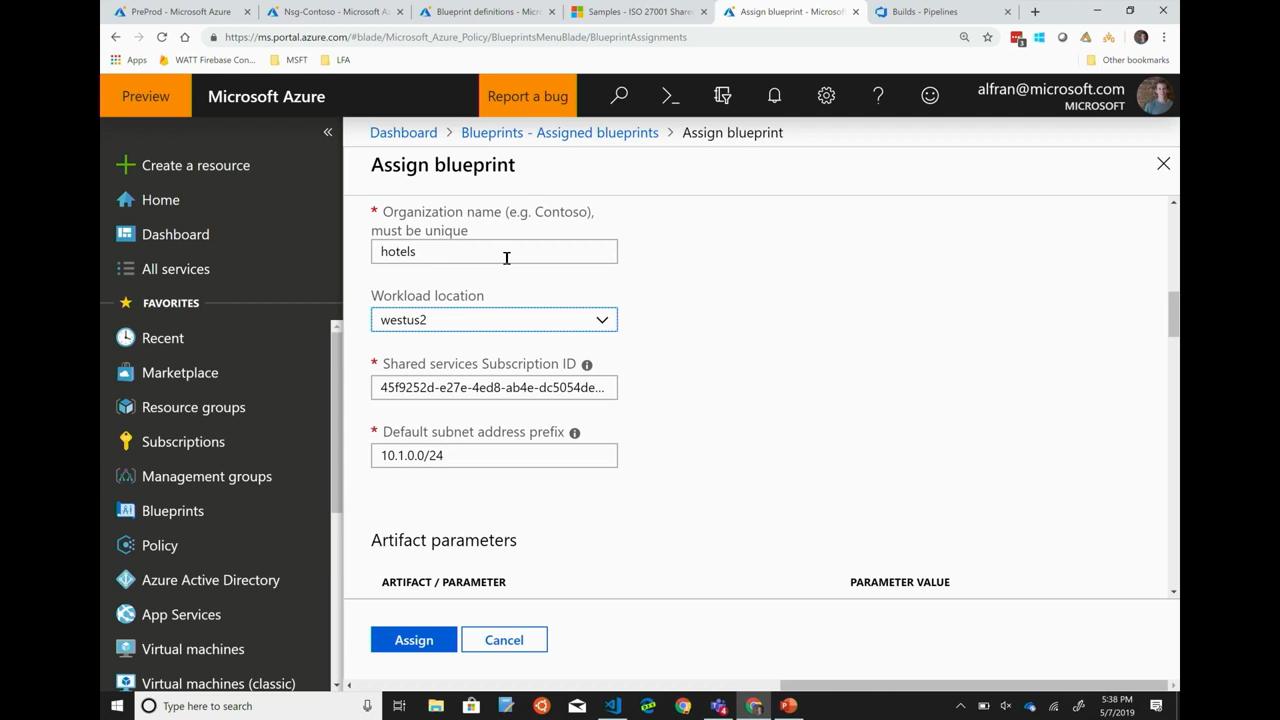 PreProd - Microsoft Azure
Nsg-Contoso - Microsoft A
Blueprint definitions - Micr
Samples - ISO 27001 Share
Assign blueprint - Microsof
Builds - Pipelines
https://ms.portal.azure.com/#blade/Microsoft_Azure_Policy/BlueprintsMenuBlade/BlueprintAssignments
Apps
WATT Firebase Con...
MSFT
LFA
Other bookmarks
Preview
Microsoft Azure
Report a bug
alfran@microsoft.com
MICROSOFT
Dashboard > Blueprints - Assigned blueprints > Assign blueprint
Assign blueprint
Create a resource
Home
Dashboard
All services
FAVORITES
Recent
Marketplace
Resource groups
Subscriptions
Management groups
Blueprints
Policy
Azure Active Directory
App Services
Virtual machines
Virtual machines (classic)
* Organization name (e.g. Contoso),
must be unique
hotels
Workload location
westus2
* Shared services Subscription ID
45f9252d-e27e-4ed8-ab4e-dc5054de...
* Default subnet address prefix
10.1.0.0/24
Artifact parameters
ARTIFACT / PARAMETER
PARAMETER VALUE
Assign
Cancel
Type here to search
5:38 PM
5/7/2019